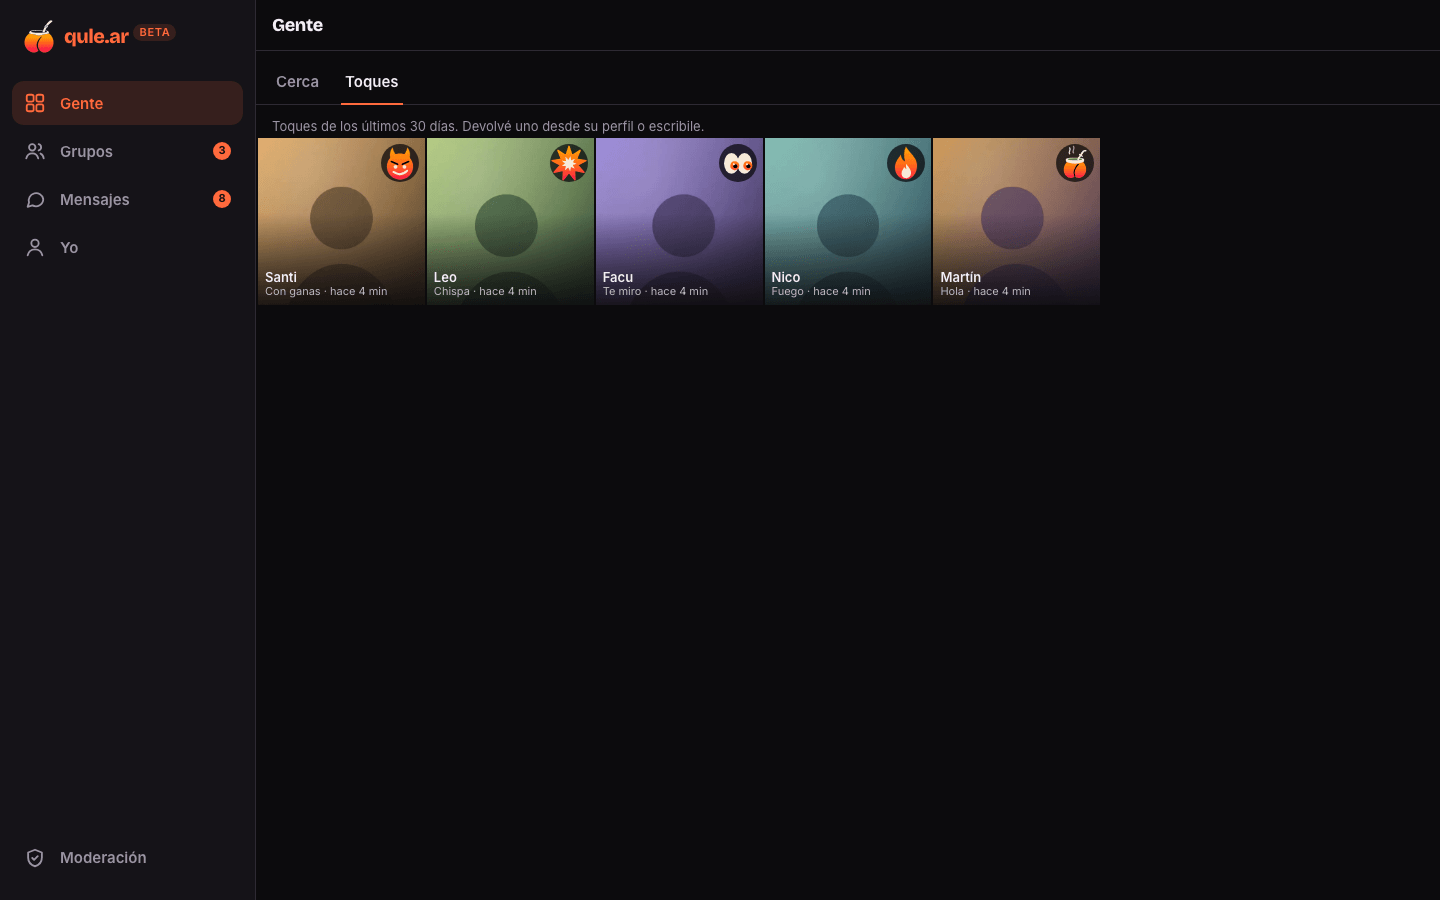 qule.ar BETA
Gente
Grupos 3
Mensajes 8
Yo
Moderación
Gente
Cerca Toques
Toques de los últimos 30 días. Devolvé uno desde su perfil o escribile.
Santi
Con ganas · hace 4 min
Leo
Chispa · hace 4 min
Facu
Te miro · hace 4 min
Nico
Fuego · hace 4 min
Martín
Hola · hace 4 min